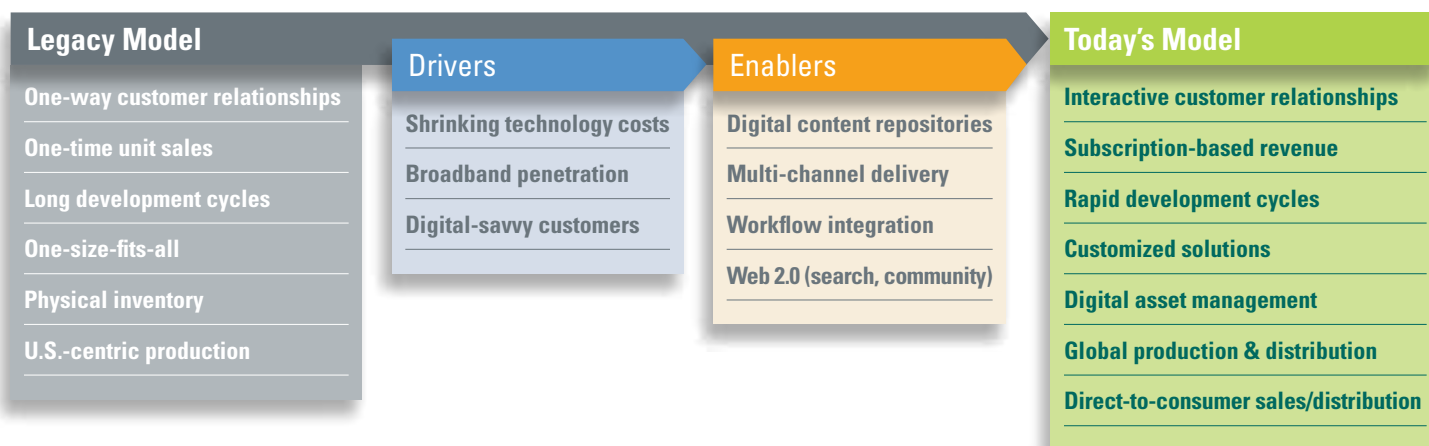 Legacy Model
One-way customer relationships
One-time unit sales
Long development cycles
One-size-fits-all
Physical inventory
U.S.-centric production
Drivers
Shrinking technology costs
Broadband penetration
Digital-savvy customers
Enablers
Digital content repositories
Multi-channel delivery
Workflow integration
Web 2.0 (search, community)
Today's Model
Interactive customer relationships
Subscription-based revenue
Rapid development cycles
Customized solutions
Digital asset management
Global production & distribution
Direct-to-consumer sales/distribution